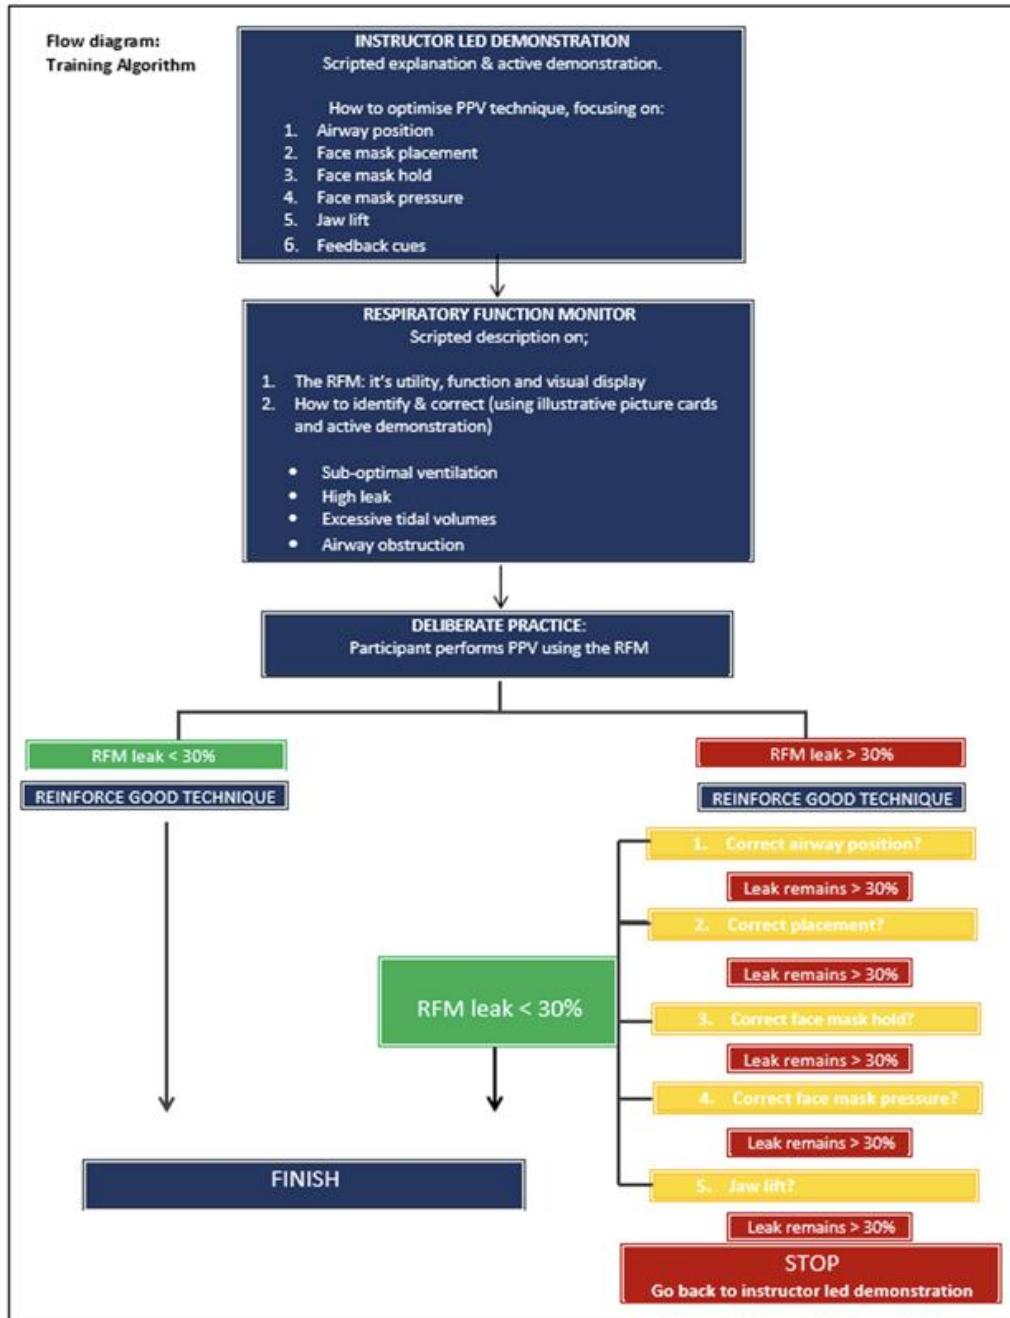 Flow diagram:
Training Algorithm
INSTRUCTOR LED DEMONSTRATION
Scripted explanation & active demonstration.
How to optimise PPV technique, focusing on:
1. Airway position
2. Face mask placement
3. Face mask hold
4. Face mask pressure
5. Jaw lift
6. Feedback cues
RESPIRATORY FUNCTION MONITOR
Scripted description on;
1. The RFM: it's utility, function and visual display
2. How to identify & correct (using illustrative picture cards
and active demonstration)
• Sub-optimal ventilation
• High leak
• Excessive tidal volumes
• Airway obstruction
DELIBERATE PRACTICE:
Participant performs PPV using the RFM
RFM leak < 30%
REINFORCE GOOD TECHNIQUE
RFM leak > 30%
REINFORCE GOOD TECHNIQUE
1. Correct airway position?
Leak remains > 30%
2. Correct placement?
Leak remains > 30%
RFM leak < 30%
3. Correct face mask hold?
Leak remains > 30%
4. Correct face mask pressure?
Leak remains > 30%
5. Jaw lift?
Leak remains > 30%
FINISH
STOP
Go back to instructor led demonstration